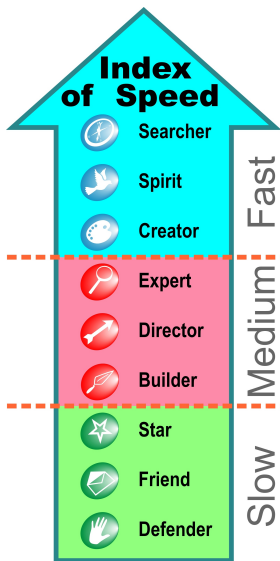 Index
of Speed
Searcher
Spirit
Creator
Fast
Expert
Director
Builder
Medium
Star
Friend
Defender
Slow